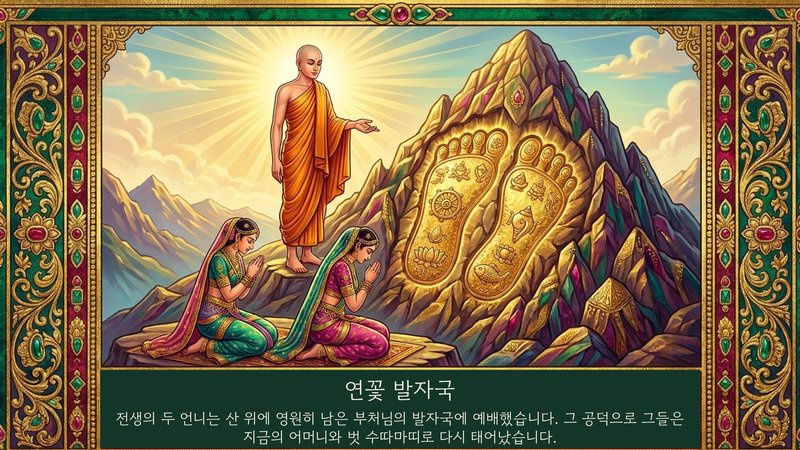 연꽃 발자국
전생의 두 언니는 산 위에 영원히 남은 부처님의 발자국에 예배했습니다. 그 공덕으로 그들은
지금의 어머니와 벗 수따마띠로 다시 태어났습니다.